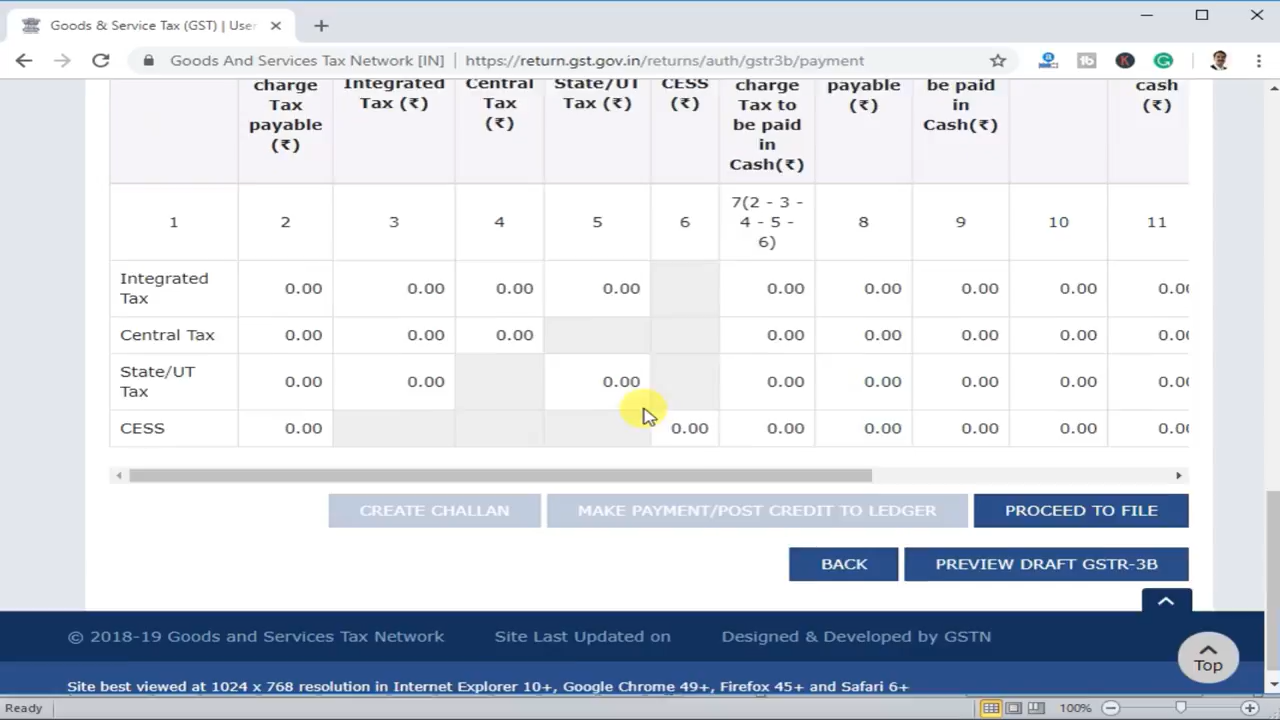 Goods & Service Tax (GST) | User
Goods And Services Tax Network [IN]
https://return.gst.gov.in/returns/auth/gstr3b/payment
charge Integrated Central State/UT CESS charge payable be paid cash
Tax Tax (₹) Tax Tax (₹) (₹) Tax to (₹) in (₹)
payable (₹) be paid Cash(₹)
(₹) in
Cash(₹)
1 2 3 4 5 6 7(2 - 3 - 4 - 5 - 6) 8 9 10 11
Integrated Tax 0.00 0.00 0.00 0.00 0.00 0.00 0.00 0.00 0.00
Central Tax 0.00 0.00 0.00 0.00 0.00 0.00 0.00 0.00
State/UT Tax 0.00 0.00 0.00 0.00 0.00 0.00 0.00 0.00
CESS 0.00 0.00 0.00 0.00 0.00 0.00 0.00
CREATE CHALLAN MAKE PAYMENT/POST CREDIT TO LEDGER PROCEED TO FILE
BACK PREVIEW DRAFT GSTR-3B
© 2018-19 Goods and Services Tax Network Site Last Updated on Designed & Developed by GSTN
Top
Site best viewed at 1024 x 768 resolution in Internet Explorer 10+, Google Chrome 49+, Firefox 45+ and Safari 6+
Ready 100%